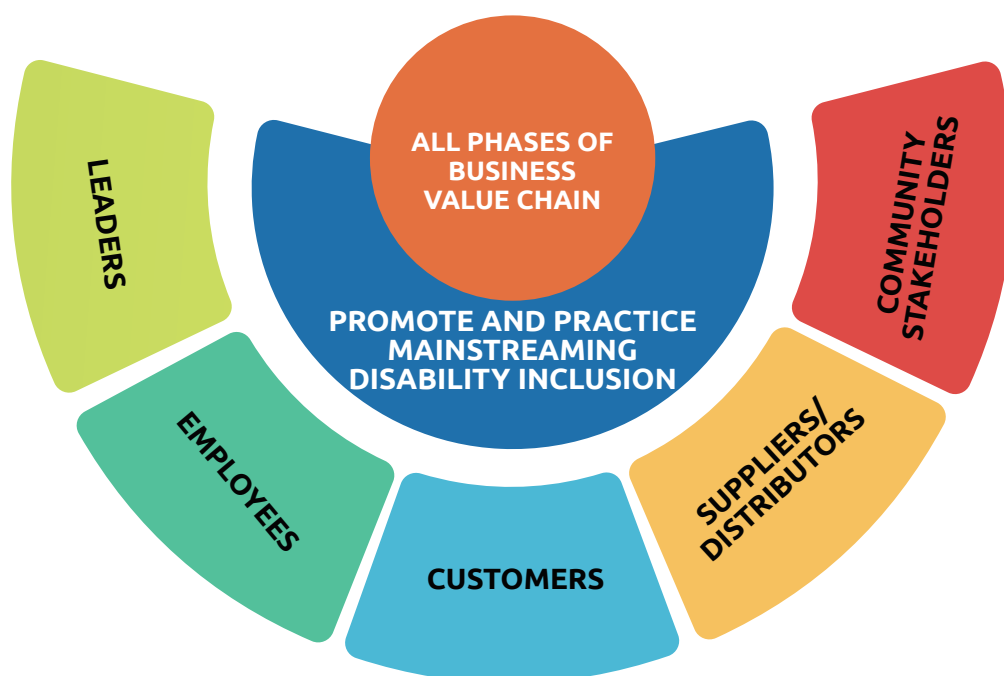 ALL PHASES OF
BUSINESS
VALUE CHAIN
PROMOTE AND PRACTICE
MAINSTREAMING
DISABILITY INCLUSION
LEADERS
EMPLOYEES
CUSTOMERS
SUPPLIERS/
DISTRIBUTORS
COMMUNITY
STAKEHOLDERS